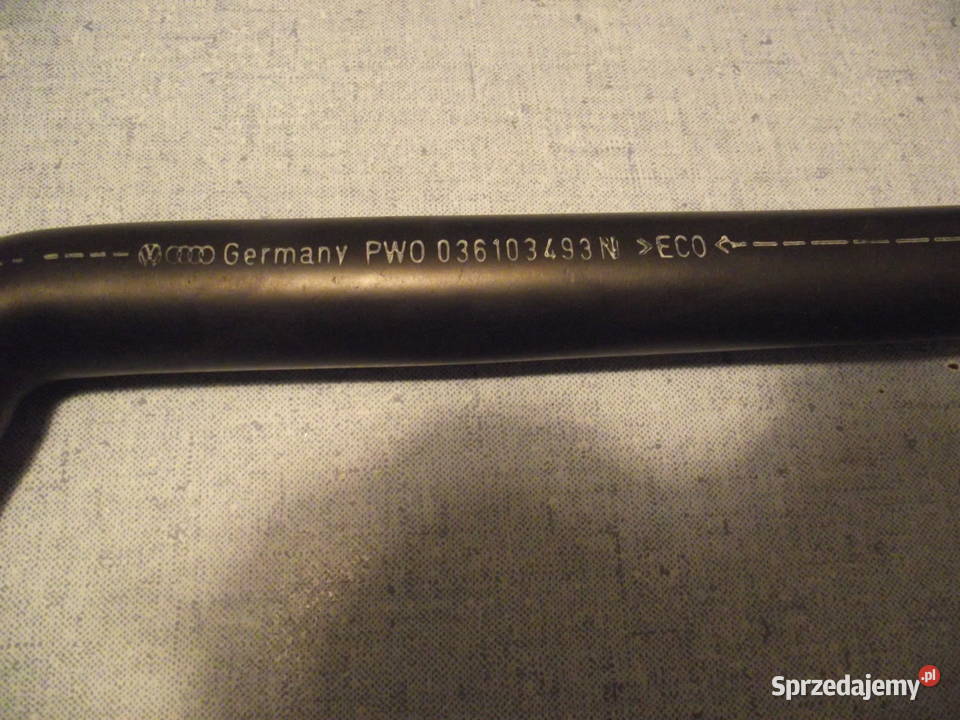 Germany PWO 036103493N >ECO<
Sprzedajemy.pl